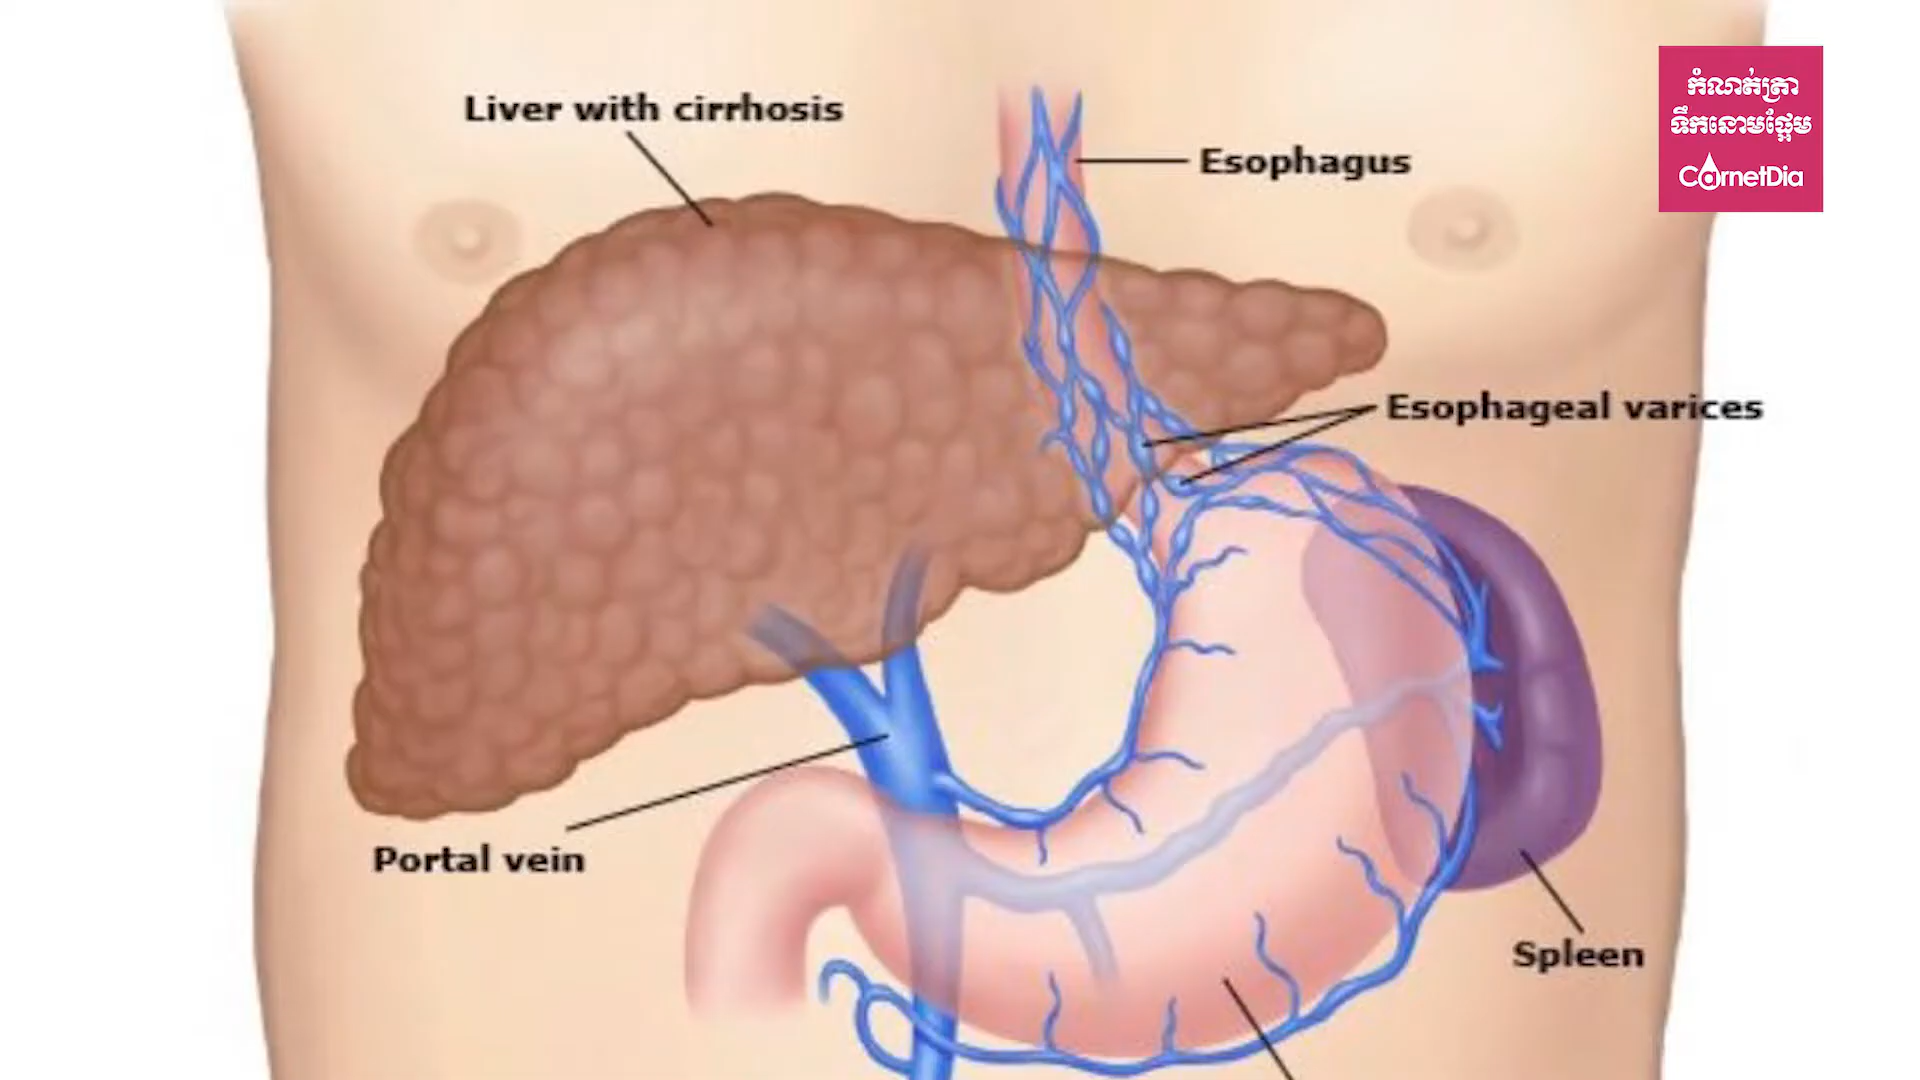 Liver with cirrhosis
Esophagus
Esophageal varices
Portal vein
Spleen
កំណត់ត្រា
ទឹកនោមផ្អែម
CornetDia